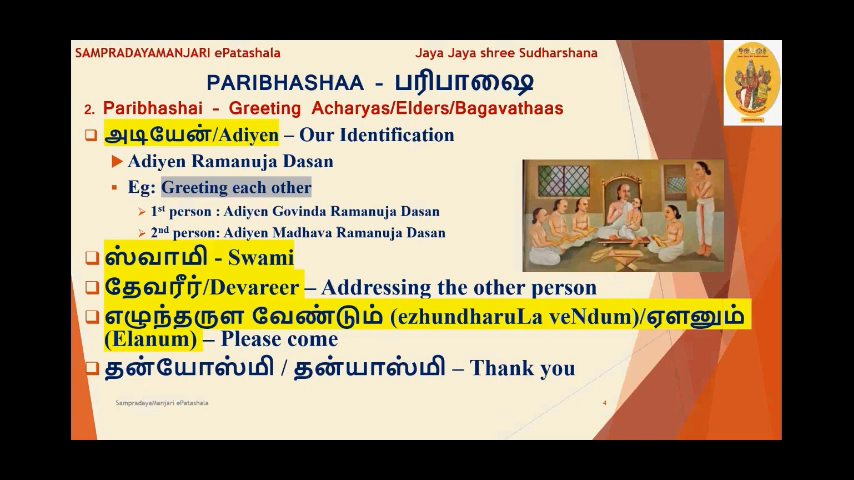 SAMPRADAYAMANJARI ePatashala
Jaya Jaya shree Sudharshana
PARIBHASHAA - பரிபாஷை
2. Paribhashai - Greeting Acharyas/Elders/Bagavathaas
அடியேன்/Adiyen – Our Identification
Adiyen Ramanuja Dasan
Eg: Greeting each other
1st person : Adiyen Govinda Ramanuja Dasan
2nd person: Adiyen Madhava Ramanuja Dasan
ஸ்வாமி - Swami
தேவரீர்/Devareer – Addressing the other person
எழுந்தருள வேண்டும் (ezhundharuLa veNdum)/ஏளனும்
(Elanum) – Please come
தன்யோஸ்மி / தன்யாஸ்மி – Thank you
SampradayaManjari ePatashala
4